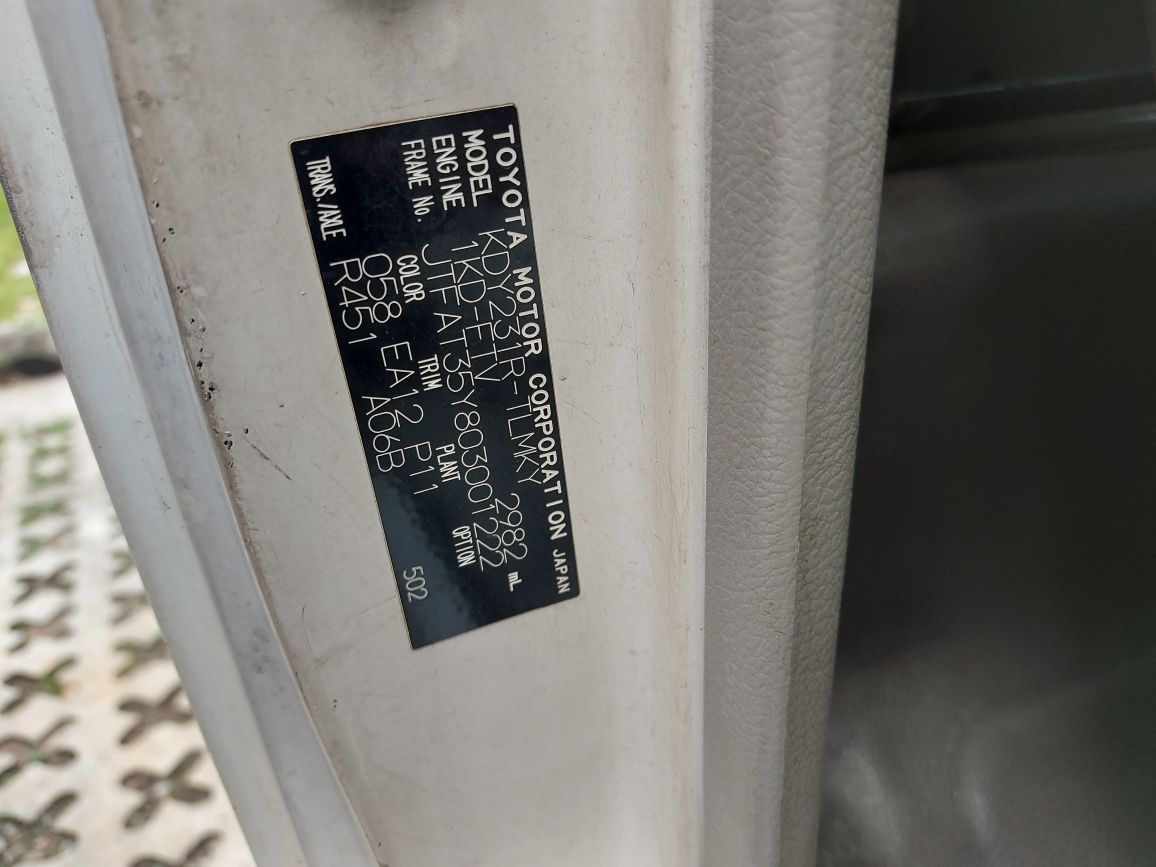 TOYOTA MOTOR CORPORATION JAPAN
MODEL KDY231R-TLMKY
ENGINE 1KD-FTV 2982 mL
FRAME No. JTFAT35Y803001222
COLOR TRIM PLANT OPTION
058 EA12 P11 502
TRANS./AXLE R451 A06B